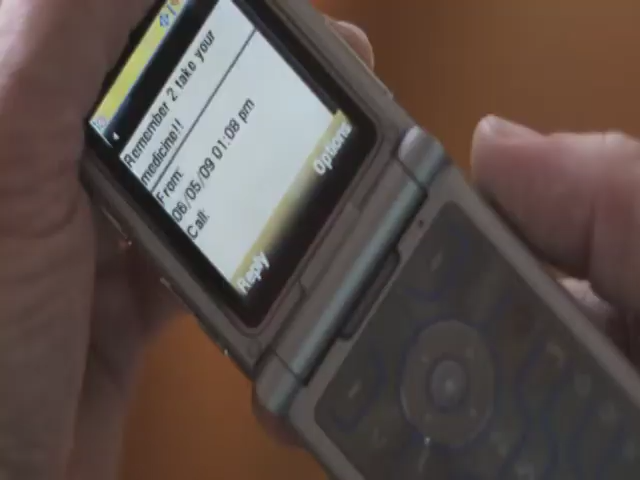 Remember 2 take your
medicine!!
From:
06/05/09 01:08 pm
Call:
Reply Options